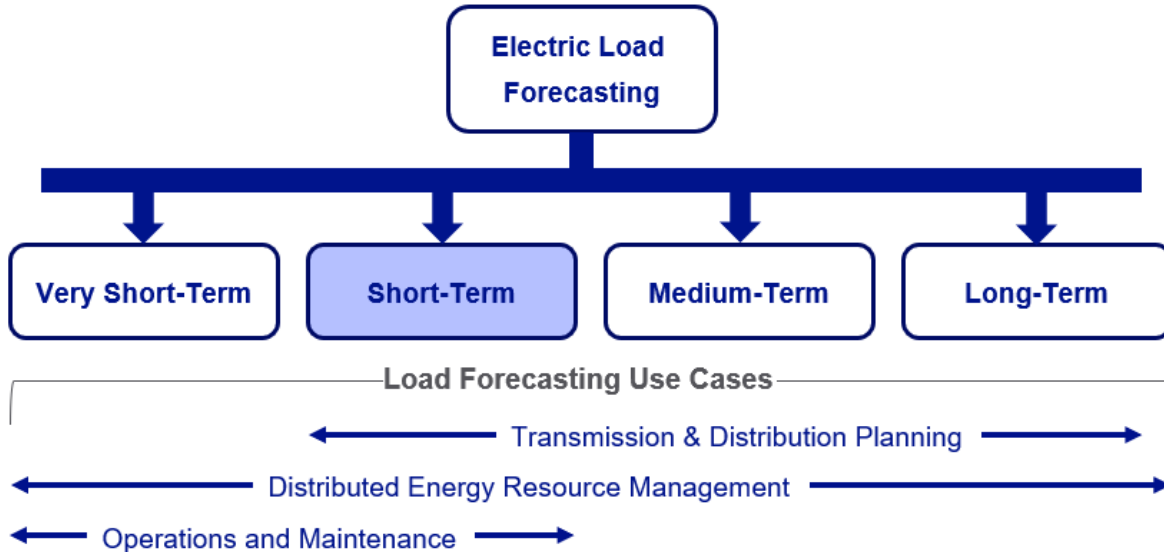 Electric Load
Forecasting
Very Short-Term
Short-Term
Medium-Term
Long-Term
Load Forecasting Use Cases
Transmission & Distribution Planning
Distributed Energy Resource Management
Operations and Maintenance